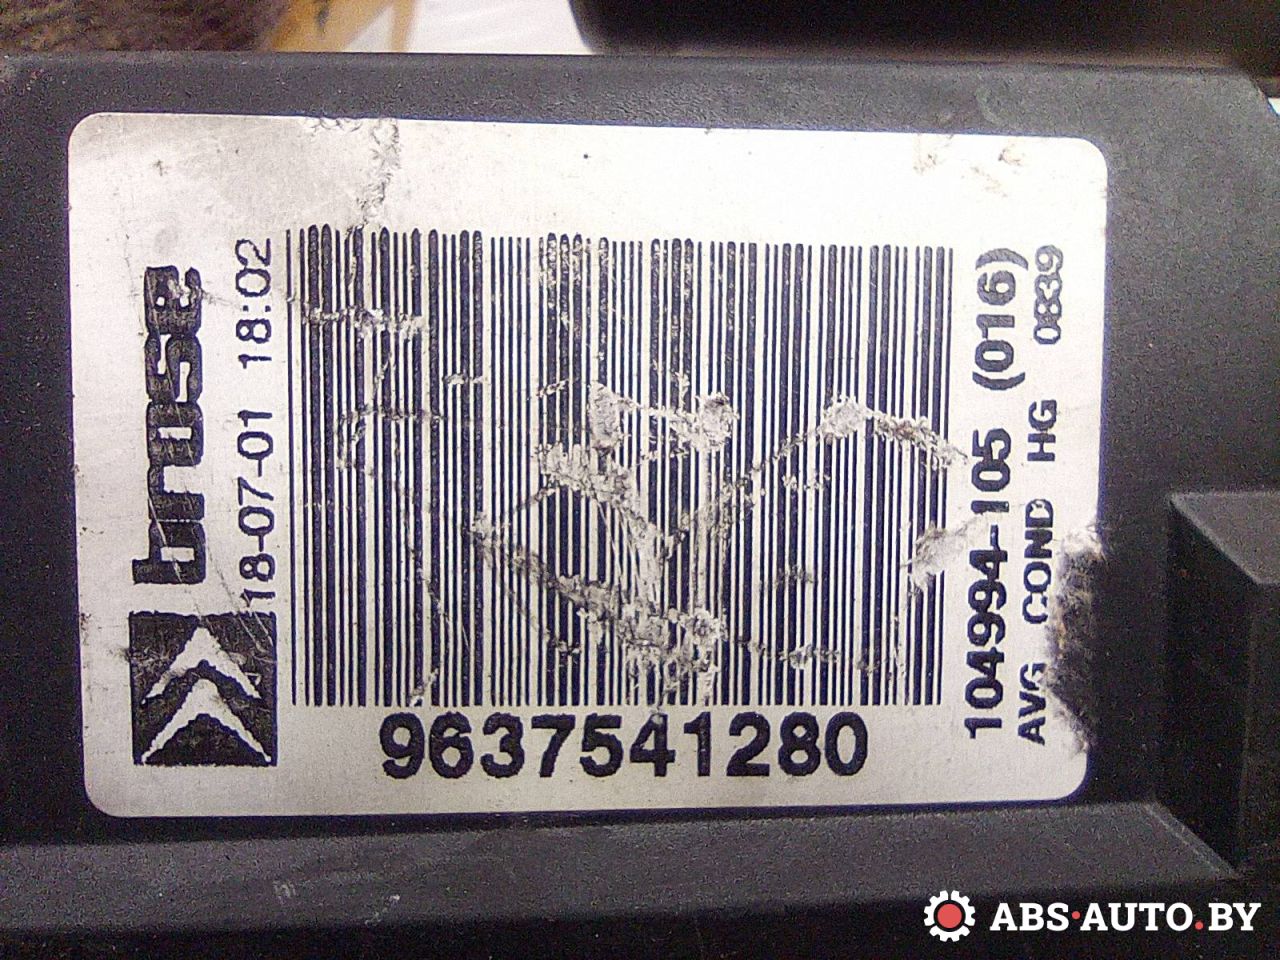 brose
18-07-01 18:02
9637541280
104994-105 (016)
AVG COND HG 0839
ABS·AUTO.BY